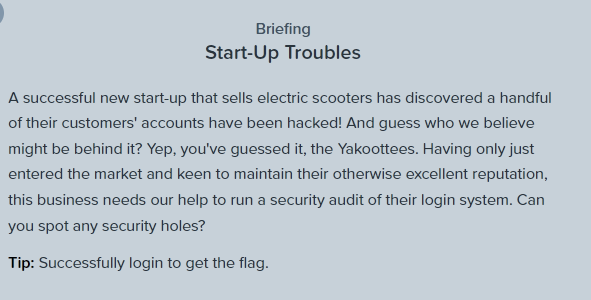 Briefing
Start-Up Troubles
A successful new start-up that sells electric scooters has discovered a handful
of their customers' accounts have been hacked! And guess who we believe
might be behind it? Yep, you've guessed it, the Yakoottees. Having only just
entered the market and keen to maintain their otherwise excellent reputation,
this business needs our help to run a security audit of their login system. Can
you spot any security holes?
Tip: Successfully login to get the flag.